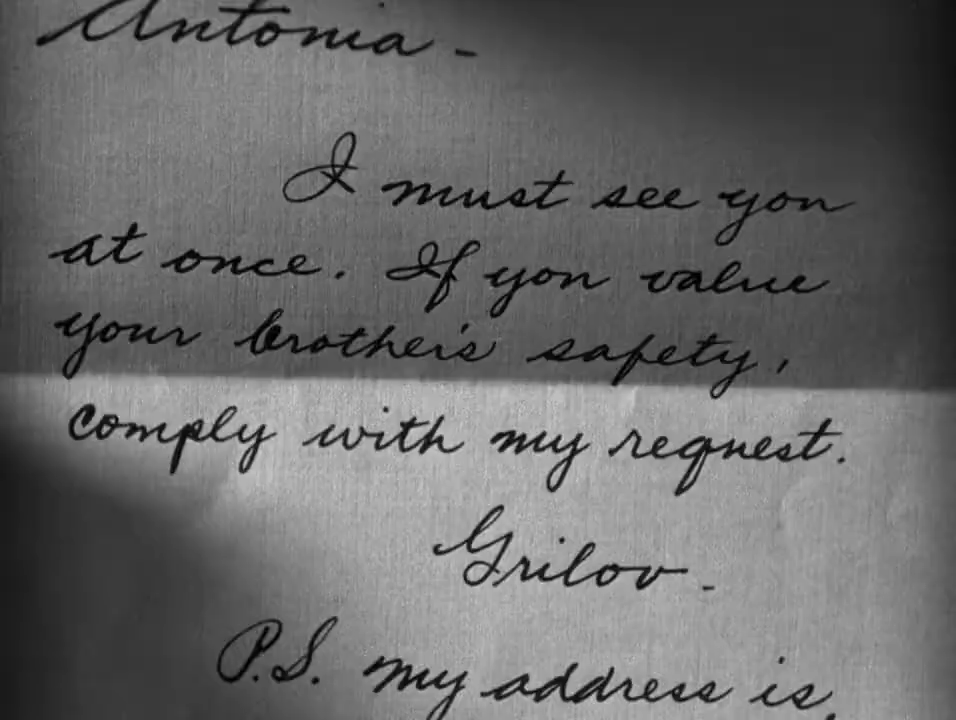 Antonia -
I must see you
at once. If you value
your brother's safety,
comply with my request.
Grilov.
P.S. my address is,